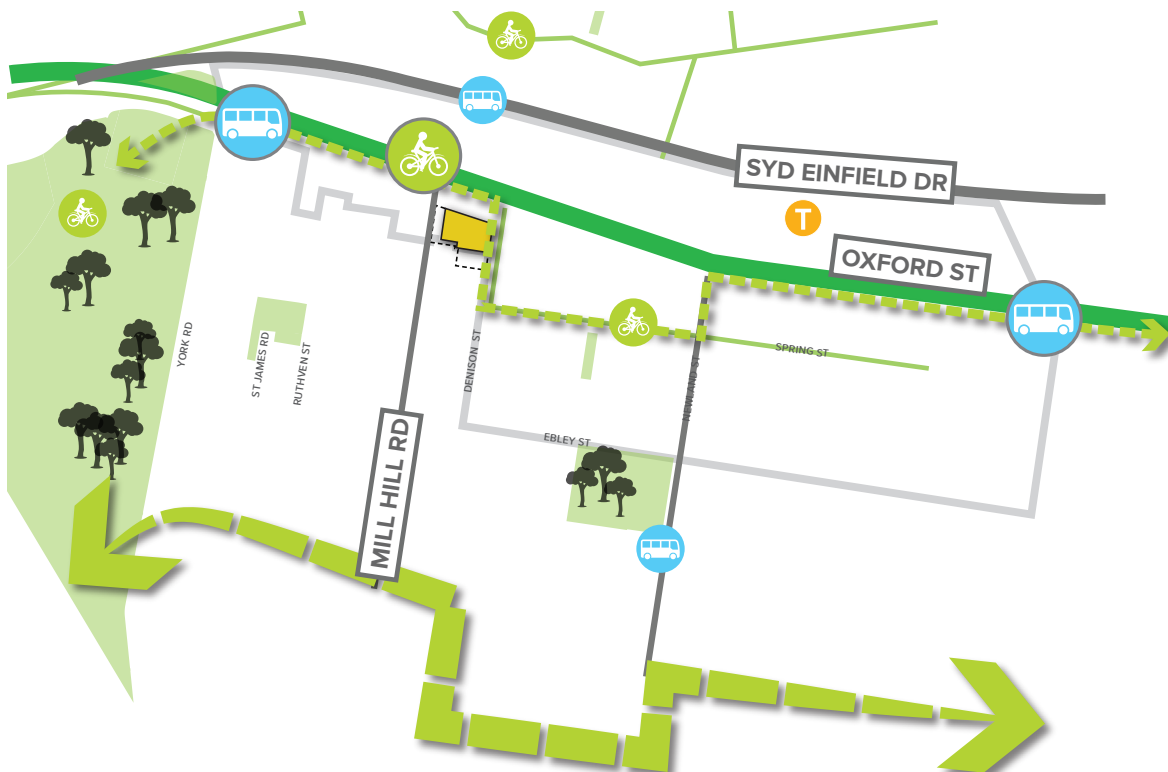 SYD EINFIELD DR
T
OXFORD ST
YORK RD
ST JAMES RD
RUTHVEN ST
DENISON ST
SPRING ST
NEWLAND ST
MILL HILL RD
EBLEY ST